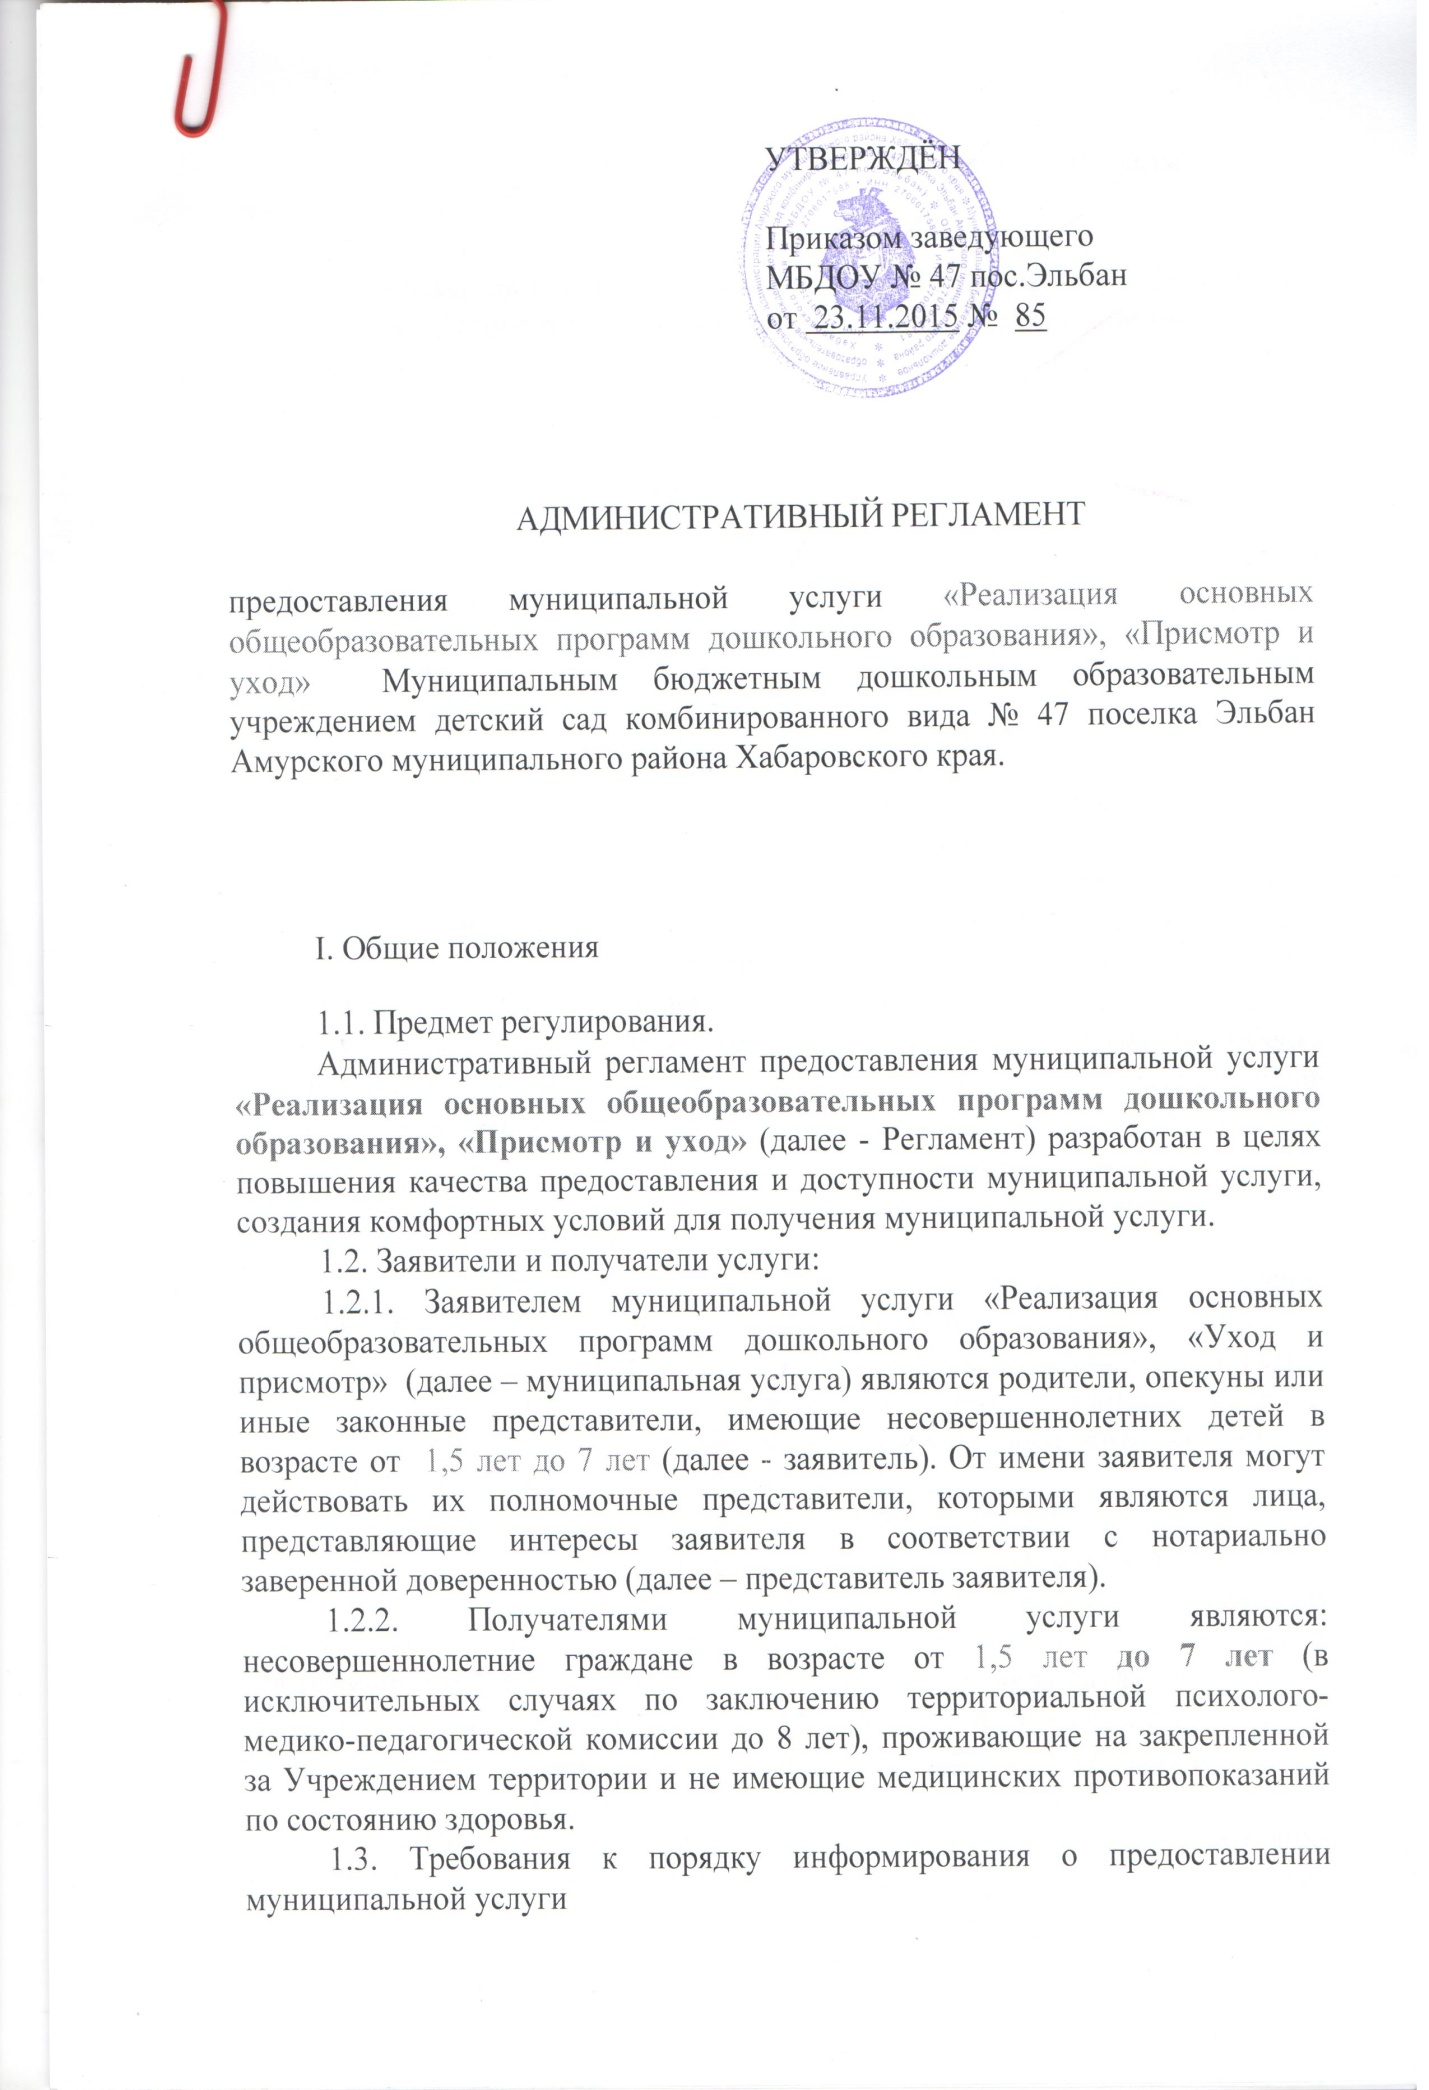 УТВЕРЖДЁН
Приказом заведующего
МБДОУ № 47 пос.Эльбан
от 23.11.2015 № 85
АДМИНИСТРАТИВНЫЙ РЕГЛАМЕНТ
предоставления муниципальной услуги «Реализация основных
общеобразовательных программ дошкольного образования», «Присмотр и
уход» Муниципальным бюджетным дошкольным образовательным
учреждением детский сад комбинированного вида № 47 поселка Эльбан
Амурского муниципального района Хабаровского края.
I. Общие положения
1.1. Предмет регулирования.
Административный регламент предоставления муниципальной услуги
«Реализация основных общеобразовательных программ дошкольного
образования», «Присмотр и уход» (далее - Регламент) разработан в целях
повышения качества предоставления и доступности муниципальной услуги,
создания комфортных условий для получения муниципальной услуги.
1.2. Заявители и получатели услуги:
1.2.1. Заявителем муниципальной услуги «Реализация основных
общеобразовательных программ дошкольного образования», «Уход и
присмотр» (далее – муниципальная услуга) являются родители, опекуны или
иные законные представители, имеющие несовершеннолетних детей в
возрасте от 1,5 лет до 7 лет (далее - заявитель). От имени заявителя могут
действовать их полномочные представители, которыми являются лица,
представляющие интересы заявителя в соответствии с нотариально
заверенной доверенностью (далее – представитель заявителя).
1.2.2. Получателями муниципальной услуги являются:
несовершеннолетние граждане в возрасте от 1,5 лет до 7 лет (в
исключительных случаях по заключению территориальной психолого-
медико-педагогической комиссии до 8 лет), проживающие на закрепленной
за Учреждением территории и не имеющие медицинских противопоказаний
по состоянию здоровья.
1.3. Требования к порядку информирования о предоставлении
муниципальной услуги